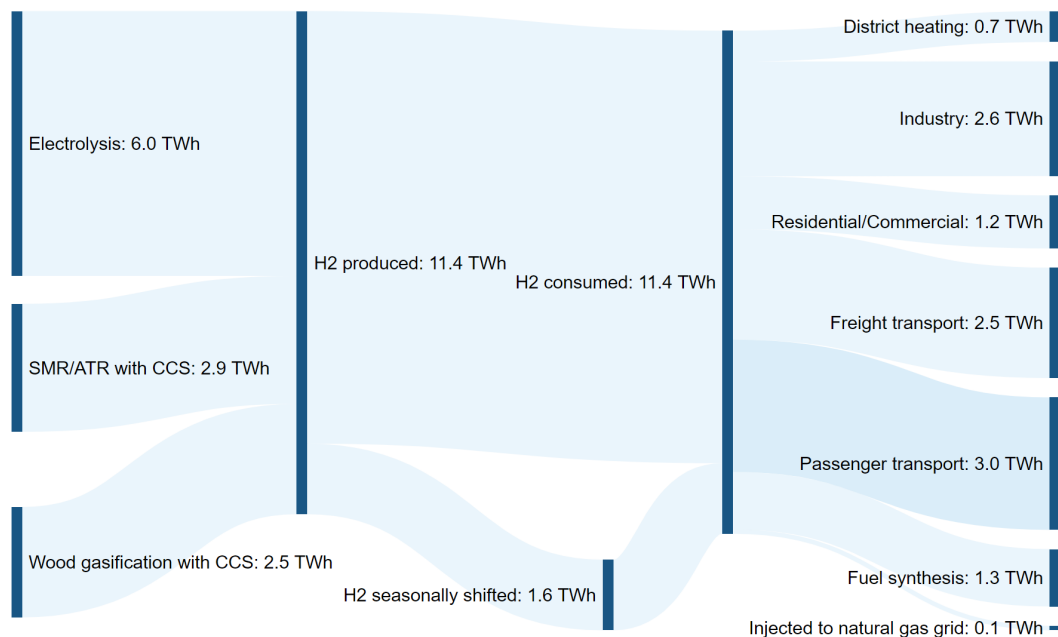 Electrolysis: 6.0 TWh
SMR/ATR with CCS: 2.9 TWh
Wood gasification with CCS: 2.5 TWh
H2 produced: 11.4 TWh
H2 seasonally shifted: 1.6 TWh
H2 consumed: 11.4 TWh
District heating: 0.7 TWh
Industry: 2.6 TWh
Residential/Commercial: 1.2 TWh
Freight transport: 2.5 TWh
Passenger transport: 3.0 TWh
Fuel synthesis: 1.3 TWh
Injected to natural gas grid: 0.1 TWh